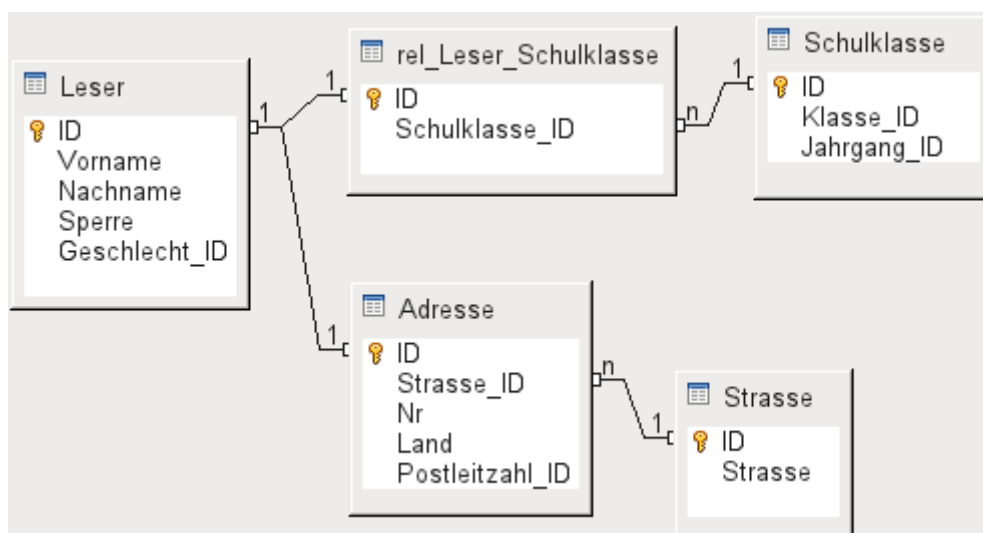 Leser
ID
Vorname
Nachname
Sperre
Geschlecht_ID
1
1
rel_Leser_Schulklasse
ID
Schulklasse_ID
n
1
Schulklasse
ID
Klasse_ID
Jahrgang_ID
1
Adresse
ID
Strasse_ID
Nr
Land
Postleitzahl_ID
n
1
Strasse
ID
Strasse